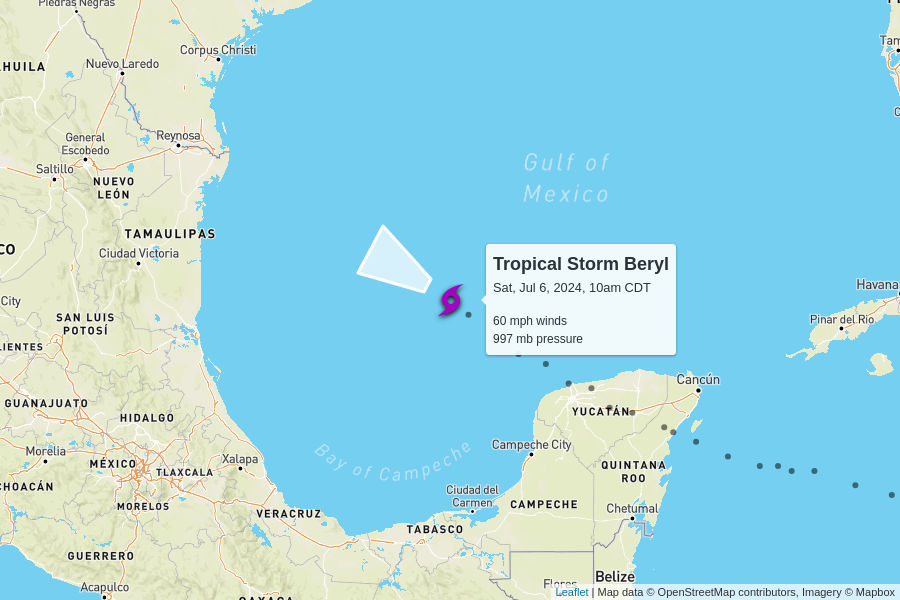 Piedras Negras
Corpus Christi
Nuevo Laredo
HUILA
General
Escobedo
Reynosa
Saltillo
NUEVO
LEÓN
Gulf of
Mexico
TAMAULIPAS
Ciudad Victoria
CO
City
Tropical Storm Beryl
Sat, Jul 6, 2024, 10am CDT
60 mph winds
997 mb pressure
Havana
Pinar del Río
SAN LUIS
POTOSÍ
LIENTES
Cancún
GUANAJUATO
HIDALGO
YUCATÁN
Morelia
MÉXICO
TLAXCALA
Xalapa
Bay of Campeche
Campeche City
QUINTANA
ROO
CHOACÁN
MORELOS
VERACRUZ
Ciudad del
Carmen
CAMPECHE
Chetumal
TABASCO
GUERRERO
Acapulco
OAXACA
Flores
Belize
Leaflet | Map data © OpenStreetMap contributors, Imagery © Mapbox